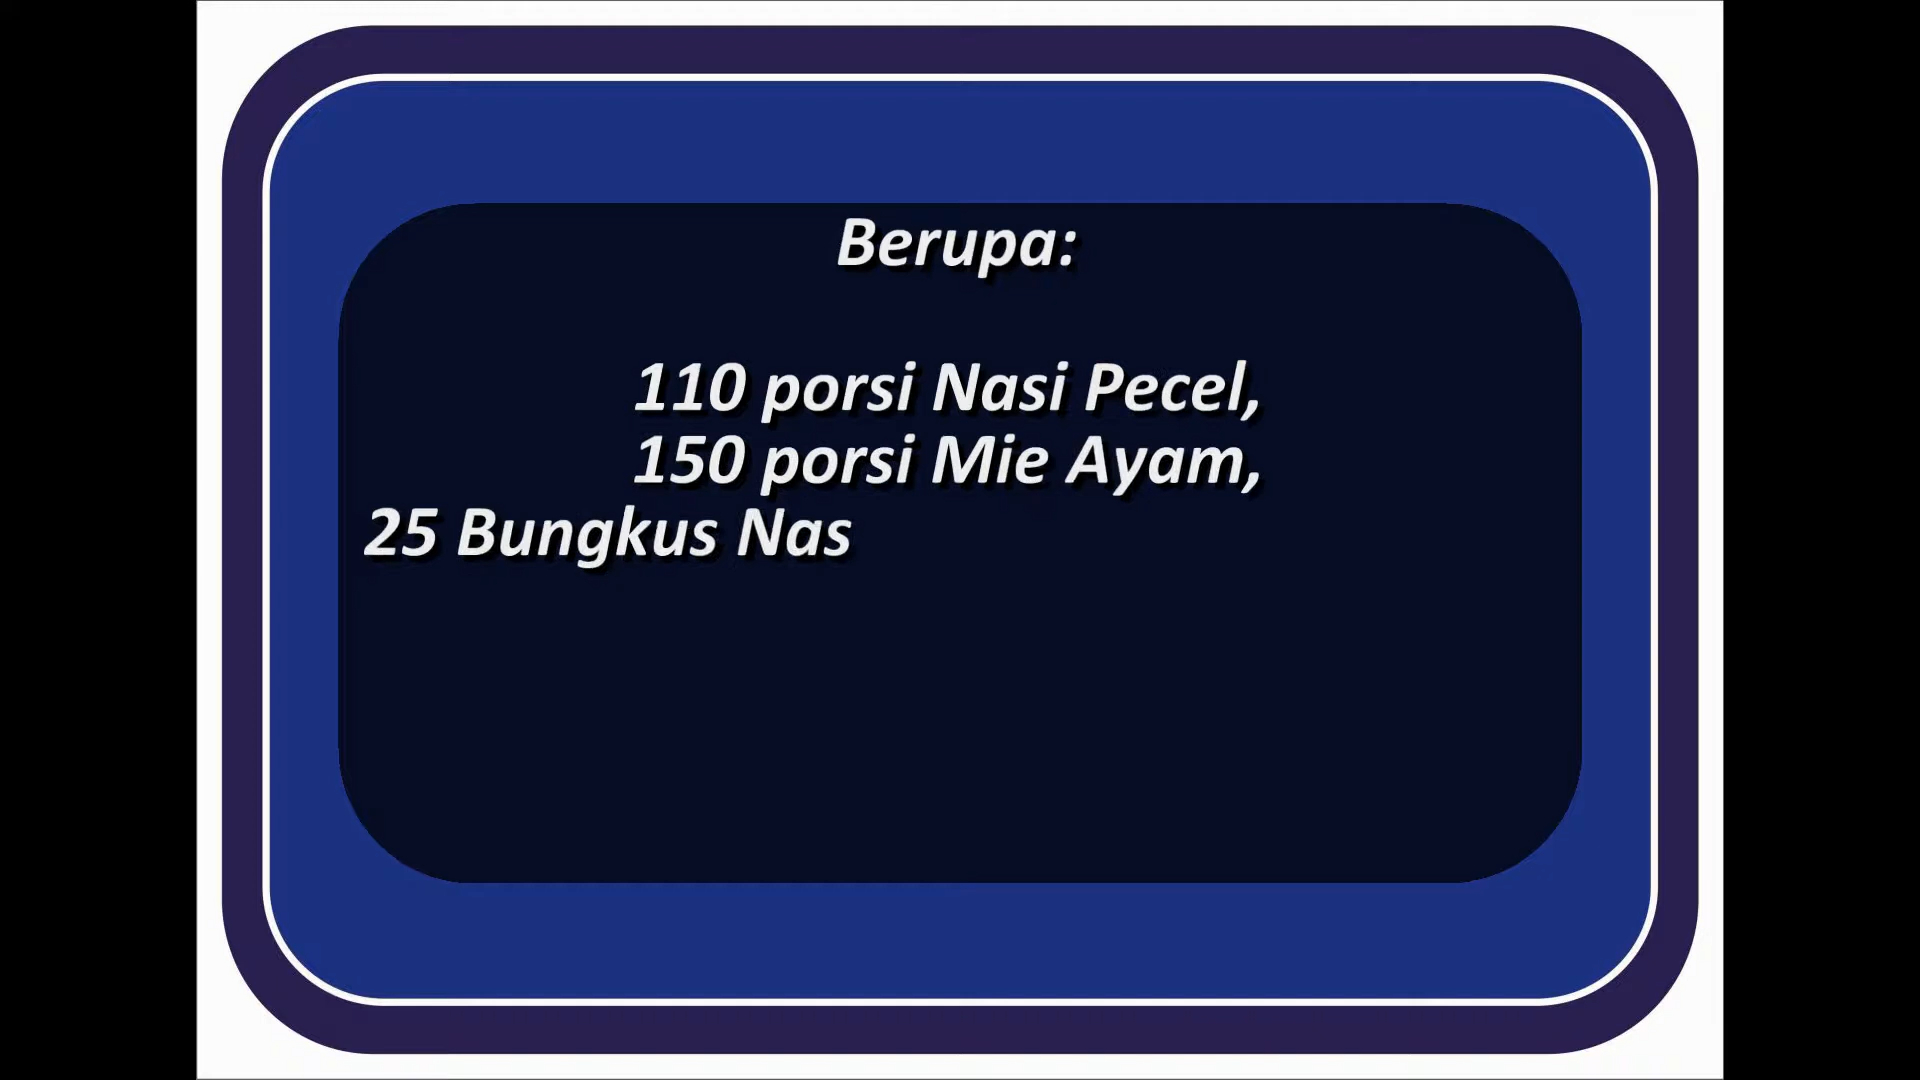 Berupa:
110 porsi Nasi Pecel,
150 porsi Mie Ayam,
25 Bungkus Nas